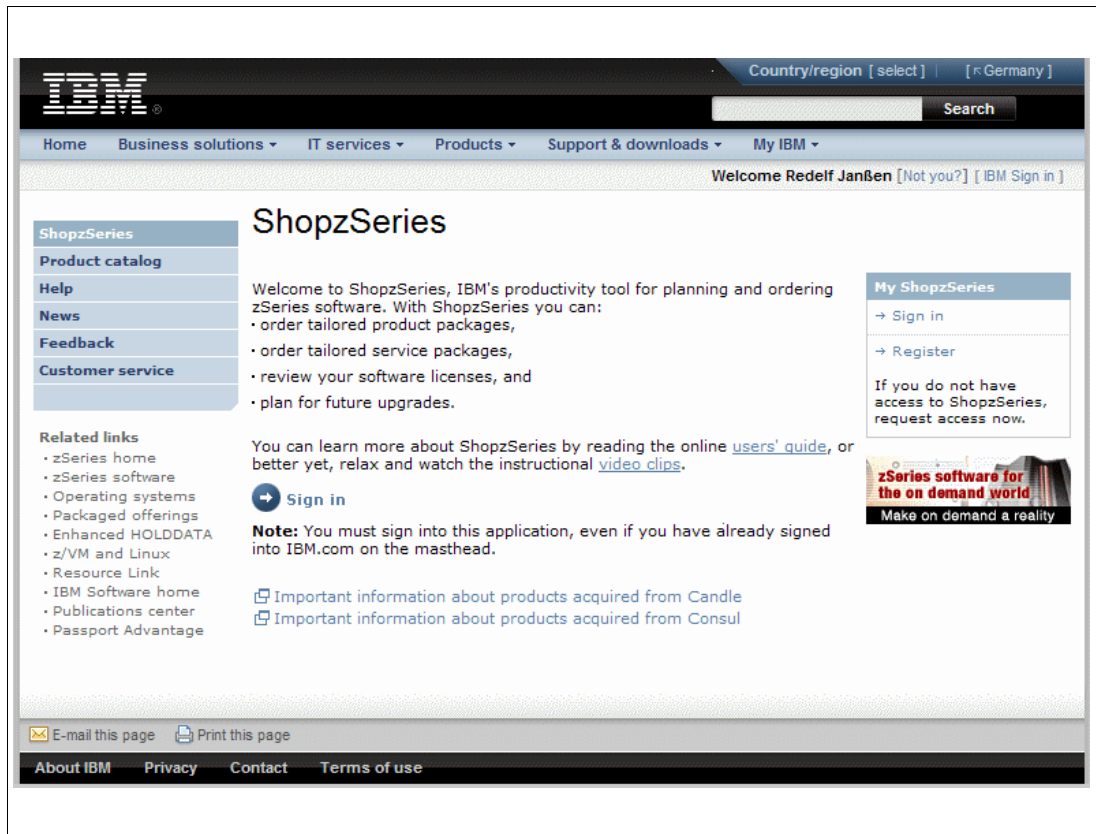 IBM®
Country/region [ select ] | [ Germany ]
Search
Home Business solutions IT services Products Support & downloads My IBM
Welcome Redelf Janßen [Not you?] [ IBM Sign in ]
ShopzSeries
Product catalog
Help
News
Feedback
Customer service
Related links
· zSeries home
· zSeries software
· Operating systems
· Packaged offerings
· Enhanced HOLDDATA
· z/VM and Linux
· Resource Link
· IBM Software home
· Publications center
· Passport Advantage
ShopzSeries
Welcome to ShopzSeries, IBM's productivity tool for planning and ordering
zSeries software. With ShopzSeries you can:
· order tailored product packages,
· order tailored service packages,
· review your software licenses, and
· plan for future upgrades.
You can learn more about ShopzSeries by reading the online users' guide, or
better yet, relax and watch the instructional video clips.
Sign in
Note: You must sign into this application, even if you have already signed
into IBM.com on the masthead.
Important information about products acquired from Candle
Important information about products acquired from Consul
My ShopzSeries
→ Sign in
→ Register
If you do not have
access to ShopzSeries,
request access now.
zSeries software for
the on demand world
Make on demand a reality
E-mail this page Print this page
About IBM Privacy Contact Terms of use